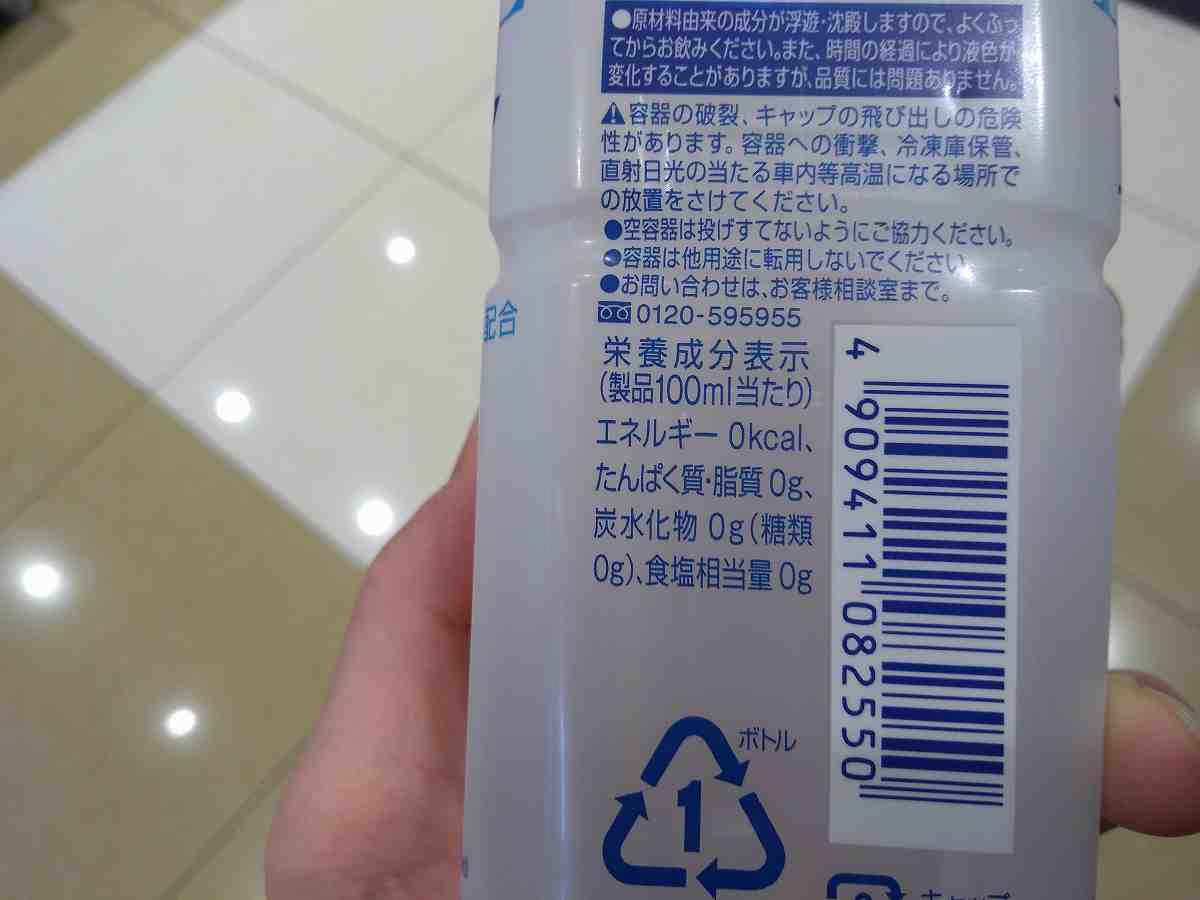 ●原材料由来の成分が浮遊・沈殿しますので、よくふっ
てからお飲みください。また、時間の経過により液色が
変化することがありますが、品質には問題ありません。
⚠容器の破裂、キャップの飛び出しの危険
性があります。容器への衝撃、冷凍庫保管、
直射日光の当たる車内等高温になる場所で
の放置をさけてください。
●空容器は投げすてないようにご協力ください。
●容器は他用途に転用しないでください。
●お問い合わせは、お客様相談室まで。
0120-595955
配合
栄養成分表示
(製品100ml当たり)
エネルギー 0kcal、
たんぱく質・脂質 0g、
炭水化物 0g(糖類
0g)、食塩相当量 0g
4 909411 082550
ボトル
1
キャップ